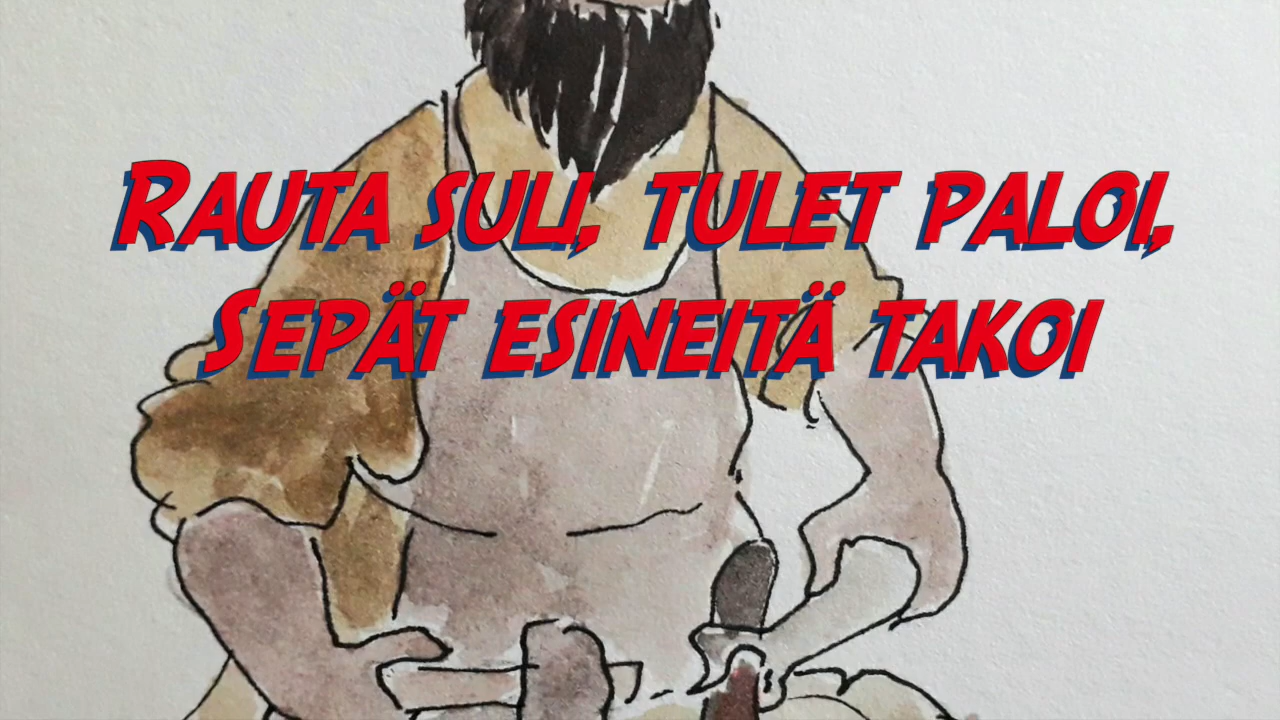 Rauta suli, tulet paloi,
Sepät esineitä takoi